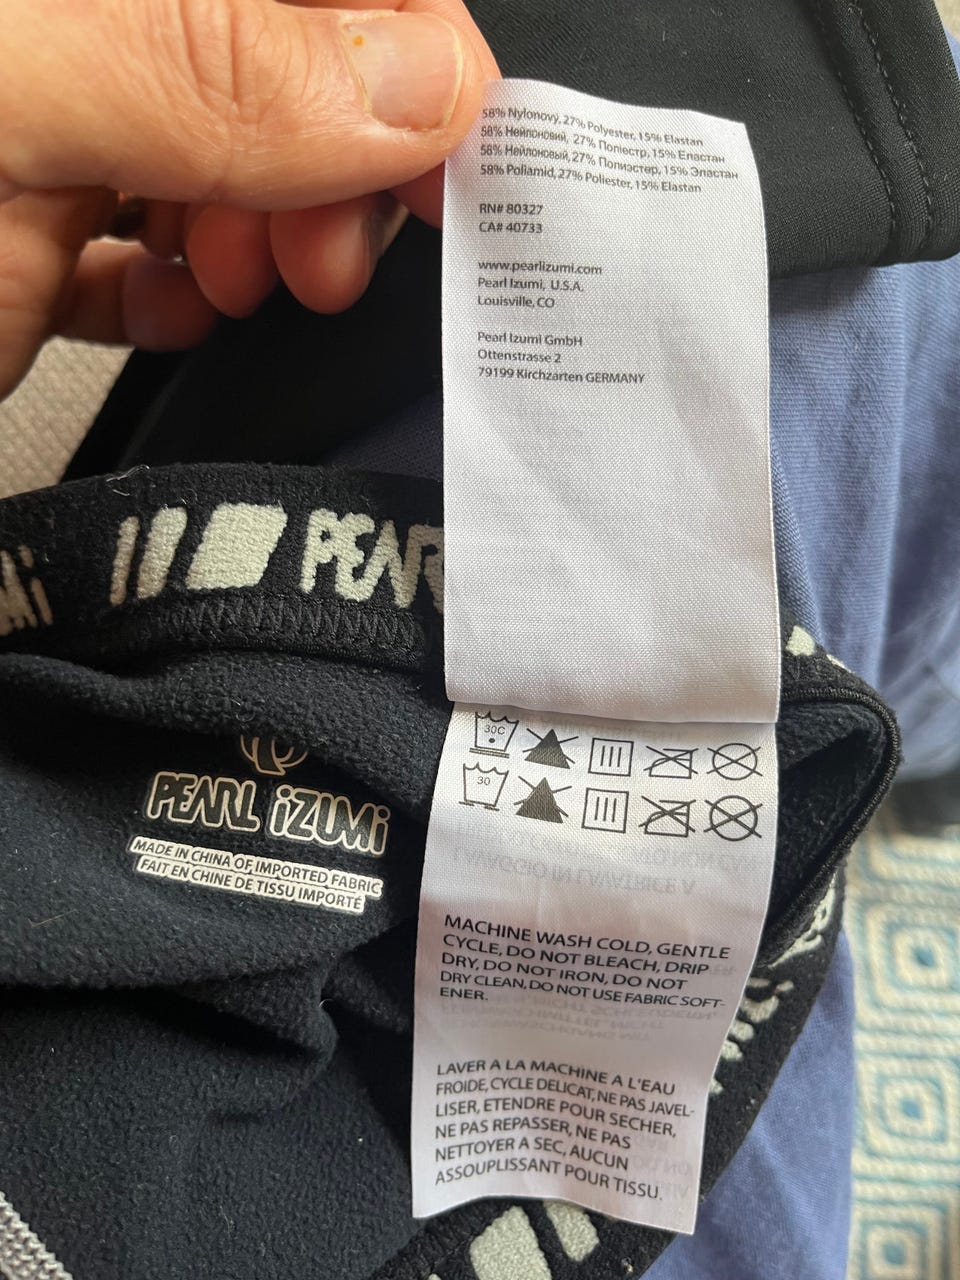 58% Nylonový, 27% Polyester, 15% Elastan
58% Нейлоновий, 27% Поліестр, 15% Еластан
58% Нейлоновый, 27% Полиэстер, 15% Эластан
58% Poliamid, 27% Poliester, 15% Elastan
RN# 80327
CA# 40733
www.pearlizumi.com
Pearl Izumi, U.S.A.
Louisville, CO
Pearl Izumi GmbH
Ottenstrasse 2
79199 Kirchzarten GERMANY
PEAR
30C
30
PEARL iZUMi
MADE IN CHINA OF IMPORTED FABRIC
FAIT EN CHINE DE TISSU IMPORTÉ
MACHINE WASH COLD, GENTLE
CYCLE, DO NOT BLEACH, DRIP
DRY, DO NOT IRON, DO NOT
DRY CLEAN, DO NOT USE FABRIC SOFT-
ENER.
LAVER A LA MACHINE A L'EAU
FROIDE, CYCLE DELICAT, NE PAS JAVEL-
LISER, ETENDRE POUR SECHER,
NE PAS REPASSER, NE PAS
NETTOYER A SEC, AUCUN
ASSOUPLISSANT POUR TISSU.